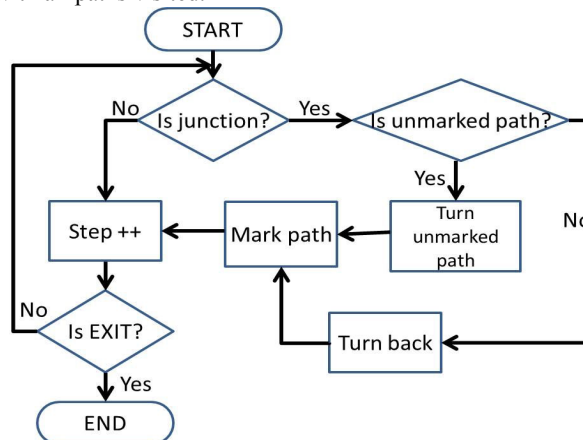 START
No
Is junction?
Yes
Is unmarked path?
Yes
Step ++
Mark path
Turn
unmarked
path
No
Is EXIT?
Turn back
Yes
END